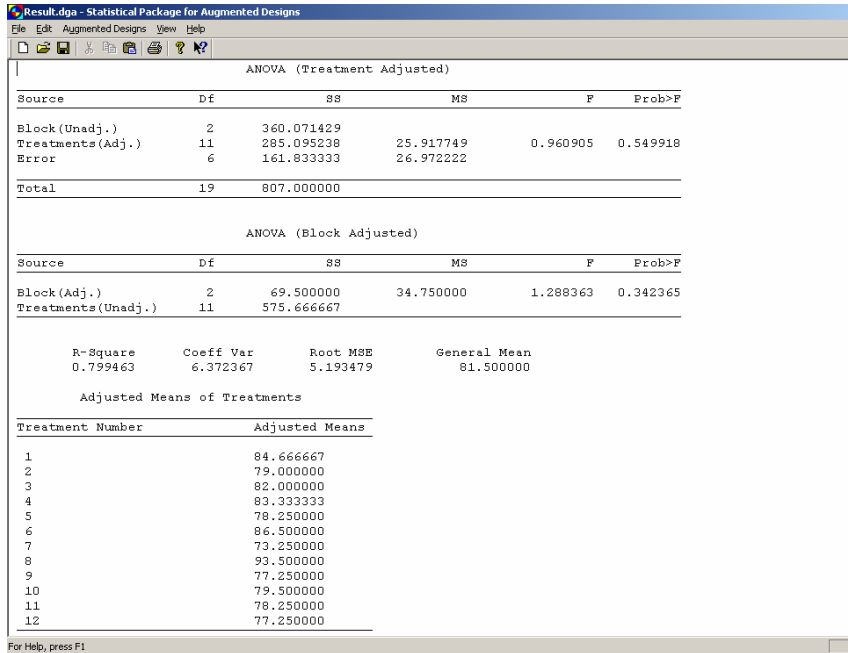 Result.dga - Statistical Package for Augmented Designs
File Edit Augmented Designs View Help
ANOVA (Treatment Adjusted)
Source Df SS MS F Prob>F
Block(Unadj.) 2 360.071429
Treatments(Adj.) 11 285.095238 25.917749 0.960905 0.549918
Error 6 161.833333 26.972222
Total 19 807.000000
ANOVA (Block Adjusted)
Source Df SS MS F Prob>F
Block(Adj.) 2 69.500000 34.750000 1.288363 0.342365
Treatments(Unadj.) 11 575.666667
R-Square Coeff Var Root MSE General Mean
0.799463 6.372367 5.193479 81.500000
Adjusted Means of Treatments
Treatment Number Adjusted Means
1 84.666667
2 79.000000
3 82.000000
4 83.333333
5 78.250000
6 86.500000
7 73.250000
8 93.500000
9 77.250000
10 79.500000
11 78.250000
12 77.250000
For Help, press F1